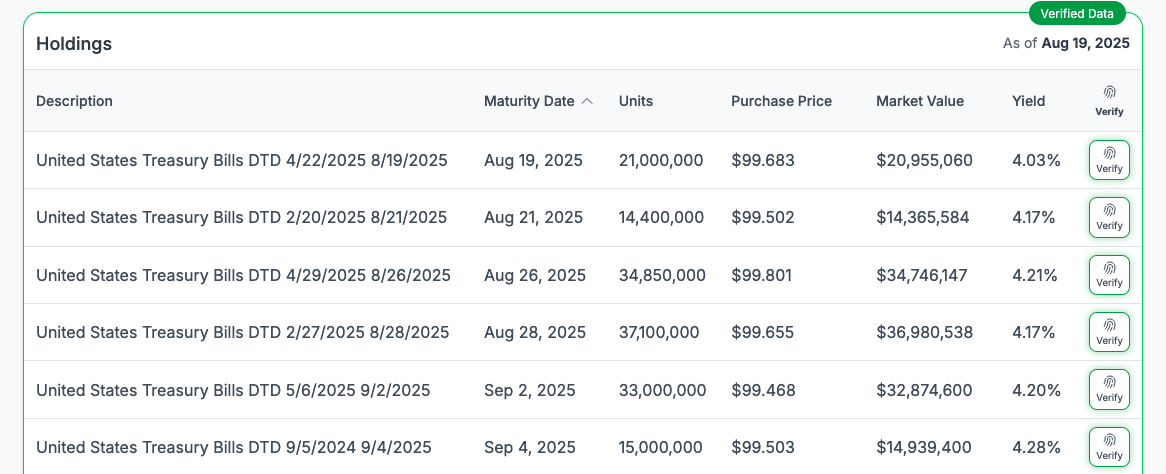 Verified Data
Holdings
As of Aug 19, 2025
Description Maturity Date Units Purchase Price Market Value Yield Verify
United States Treasury Bills DTD 4/22/2025 8/19/2025 Aug 19, 2025 21,000,000 $99.683 $20,955,060 4.03% Verify
United States Treasury Bills DTD 2/20/2025 8/21/2025 Aug 21, 2025 14,400,000 $99.502 $14,365,584 4.17% Verify
United States Treasury Bills DTD 4/29/2025 8/26/2025 Aug 26, 2025 34,850,000 $99.801 $34,746,147 4.21% Verify
United States Treasury Bills DTD 2/27/2025 8/28/2025 Aug 28, 2025 37,100,000 $99.655 $36,980,538 4.17% Verify
United States Treasury Bills DTD 5/6/2025 9/2/2025 Sep 2, 2025 33,000,000 $99.468 $32,874,600 4.20% Verify
United States Treasury Bills DTD 9/5/2024 9/4/2025 Sep 4, 2025 15,000,000 $99.503 $14,939,400 4.28% Verify